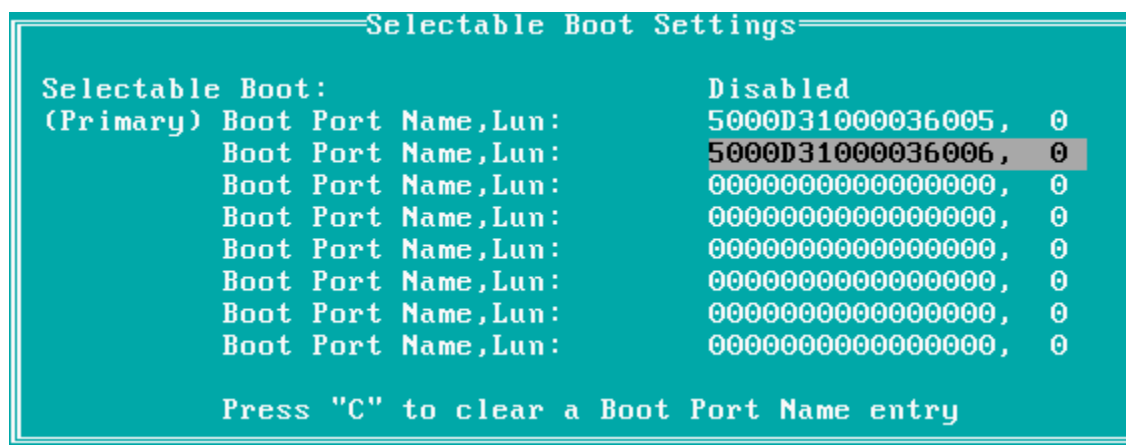 Selectable Boot Settings
Selectable Boot: Disabled
(Primary) Boot Port Name,Lun: 5000D31000036005, 0
Boot Port Name,Lun: 5000D31000036006, 0
Boot Port Name,Lun: 0000000000000000, 0
Boot Port Name,Lun: 0000000000000000, 0
Boot Port Name,Lun: 0000000000000000, 0
Boot Port Name,Lun: 0000000000000000, 0
Boot Port Name,Lun: 0000000000000000, 0
Boot Port Name,Lun: 0000000000000000, 0
Press "C" to clear a Boot Port Name entry